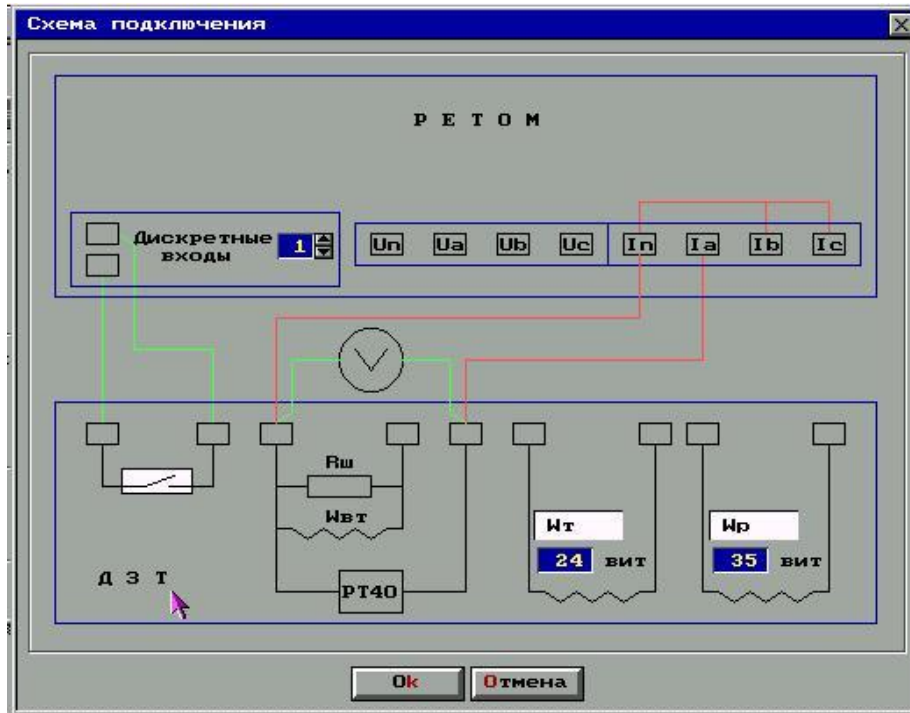 Схема подключения
Р Е Т О М
Дискретные входы
1
Un Ua Ub Uc In Ia Ib Ic
V
Rш
Wвт
РТ40
Wт
24 вит
Wр
35 вит
Д З Т
Ok Отмена